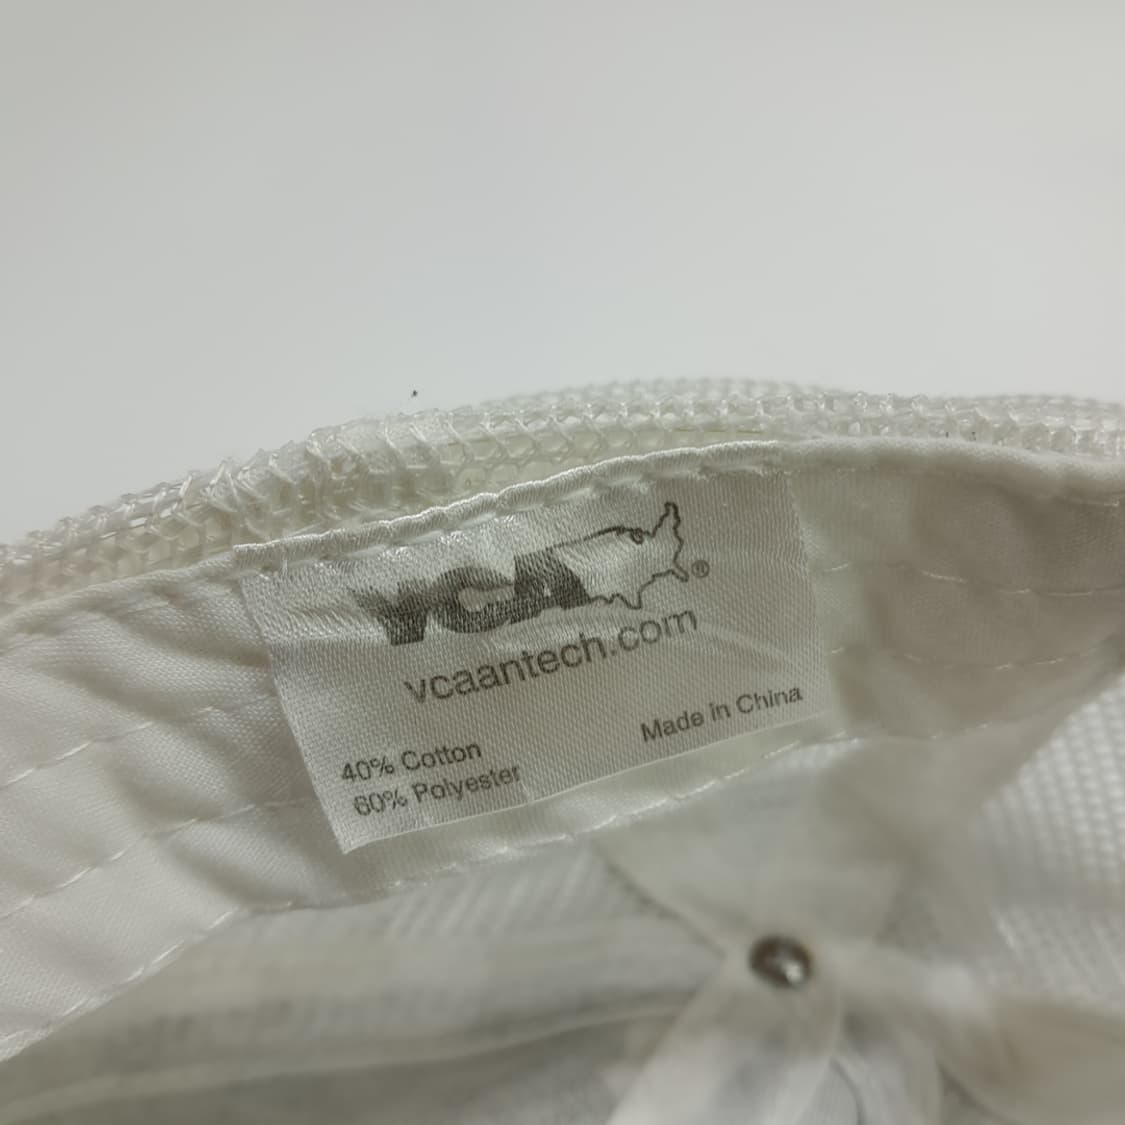 VCA®
vcaantech.com
Made in China
40% Cotton
60% Polyester